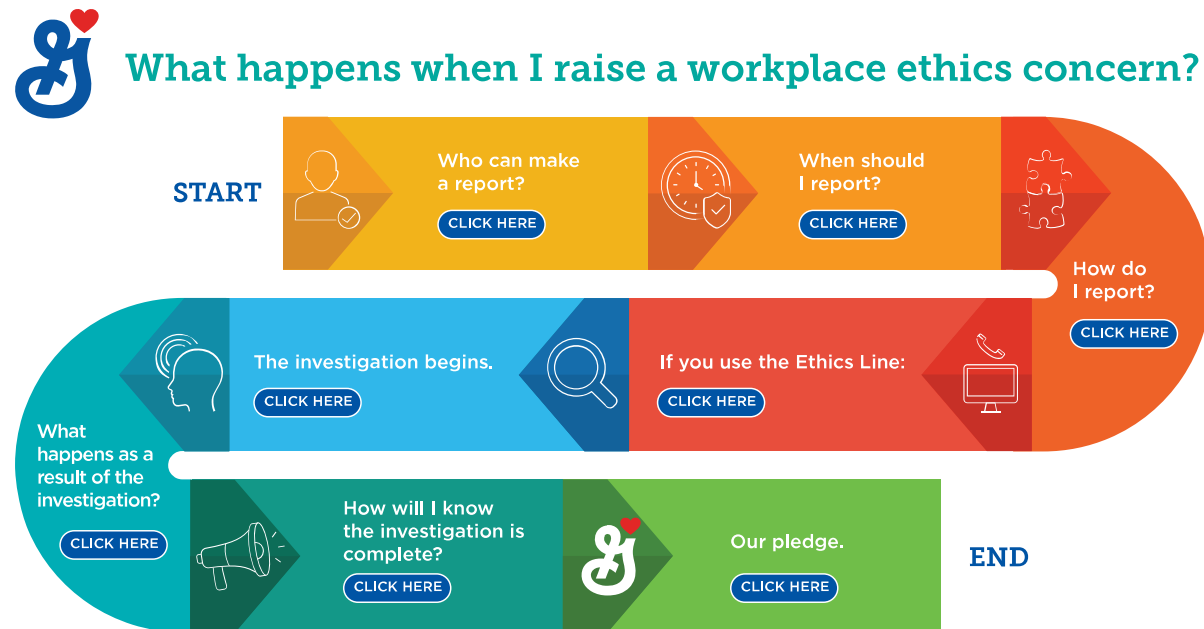 What happens when I raise a workplace ethics concern?
START
Who can make
a report?
CLICK HERE
When should
I report?
CLICK HERE
How do
I report?
CLICK HERE
If you use the Ethics Line:
CLICK HERE
The investigation begins.
CLICK HERE
What
happens as a
result of the
investigation?
CLICK HERE
How will I know
the investigation is
complete?
CLICK HERE
Our pledge.
CLICK HERE
END